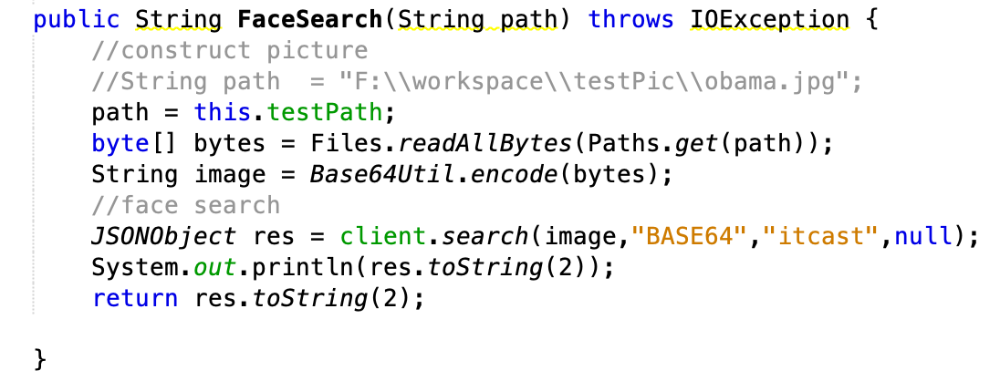 public String FaceSearch(String path) throws IOException {
    //construct picture
    //String path  = "F:\\workspace\\testPic\\obama.jpg";
    path = this.testPath;
    byte[] bytes = Files.readAllBytes(Paths.get(path));
    String image = Base64Util.encode(bytes);
    //face search
    JSONObject res = client.search(image,"BASE64","itcast",null);
    System.out.println(res.toString(2));
    return res.toString(2);
}